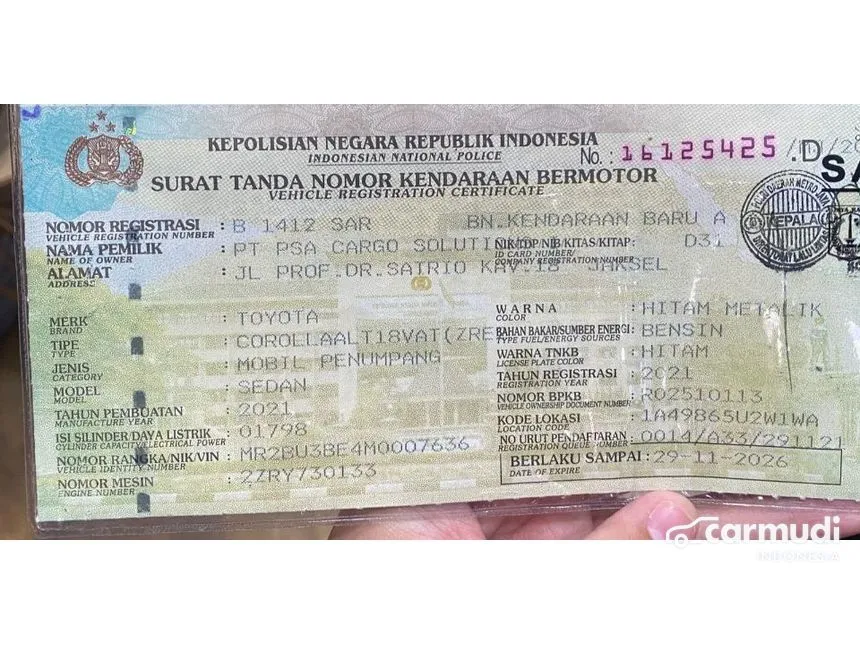 KEPOLISIAN NEGARA REPUBLIK INDONESIA
INDONESIAN NATIONAL POLICE
No.: 16125425 .D
SURAT TANDA NOMOR KENDARAAN BERMOTOR
VEHICLE REGISTRATION CERTIFICATE
NOMOR REGISTRASI : B 1412 SAR BN.KENDARAAN BARU A
VEHICLE REGISTRATION NUMBER
NAMA PEMILIK : PT PSA CARGO NIK/TDP/NIB/KITAS/KITAP: D31
NAME OF OWNER ID CARD NUMBER/
COMPANY REGISTRATION NUMBER
ALAMAT : JL PROF.DR.SATRIO KAV.18 JAKSEL
ADDRESS
MERK : TOYOTA
BRAND
TIPE : COROLLAALT18VAT(ZRE
TYPE
JENIS : MOBIL PENUMPANG
CATEGORY
MODEL : SEDAN
MODEL
TAHUN PEMBUATAN : 2021
MANUFACTURE YEAR
ISI SILINDER/DAYA LISTRIK : 01798
CYLINDER CAPACITY/ELECTRICAL POWER
NOMOR RANGKA/NIK/VIN : MR2BU3BE4M0007636
VEHICLE IDENTITY NUMBER
NOMOR MESIN : 2ZRY730133
ENGINE NUMBER
WARNA : HITAM METALIK
COLOR
BAHAN BAKAR/SUMBER ENERGI : BENSIN
TYPE FUEL/ENERGY SOURCES
WARNA TNKB : HITAM
LICENSE PLATE COLOR
TAHUN REGISTRASI : 2021
REGISTRATION YEAR
NOMOR BPKB : R02510113
VEHICLE OWNERSHIP DOCUMENT NUMBER
KODE LOKASI : 1A49865U2W1WA
LOCATION CODE
NO URUT PENDAFTARAN : 0014/A33/291121
REGISTRATION QUEUE NUMBER
BERLAKU SAMPAI : 29-11-2026
DATE OF EXPIRE
KEPALA
carmudi
INDONESIA